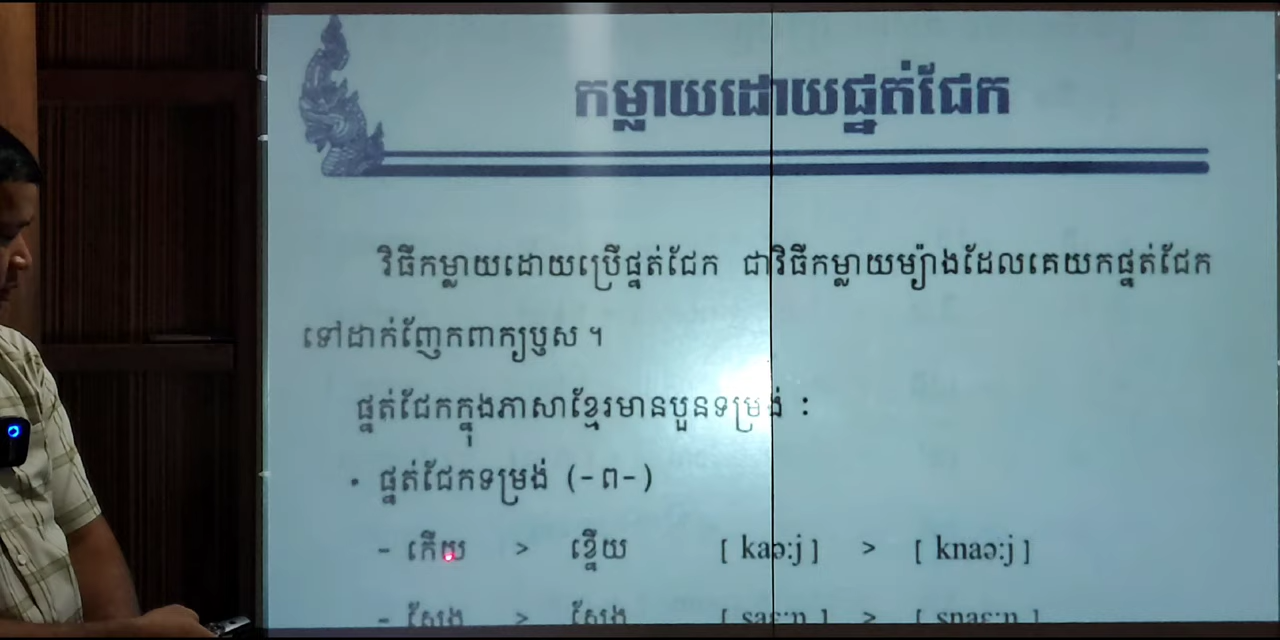 កម្លាយដោយផ្នត់ជែក
វិធីកម្លាយដោយប្រើផ្នត់ជែក ជាវិធីកម្លាយម្យ៉ាងដែលគេយកផ្នត់ជែក
ទៅដាក់ញែកពាក្យឫស ។
ផ្នត់ជែកក្នុងភាសាខ្មែរមានបួនទម្រង់ :
• ផ្នត់ជែកទម្រង់ (-ព-)
- កើយ > ខ្នើយ [ kaɔ:j ] > [ knaɔ:j ]